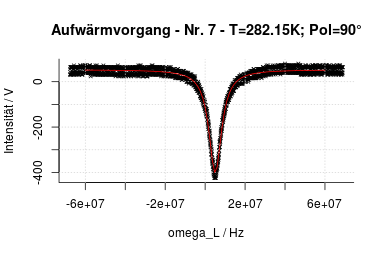 Aufwärmvorgang - Nr. 7 - T=282.15K; Pol=90°
Intensität / V
0
-200
-400
-6e+07 -2e+07 2e+07 6e+07
omega_L / Hz